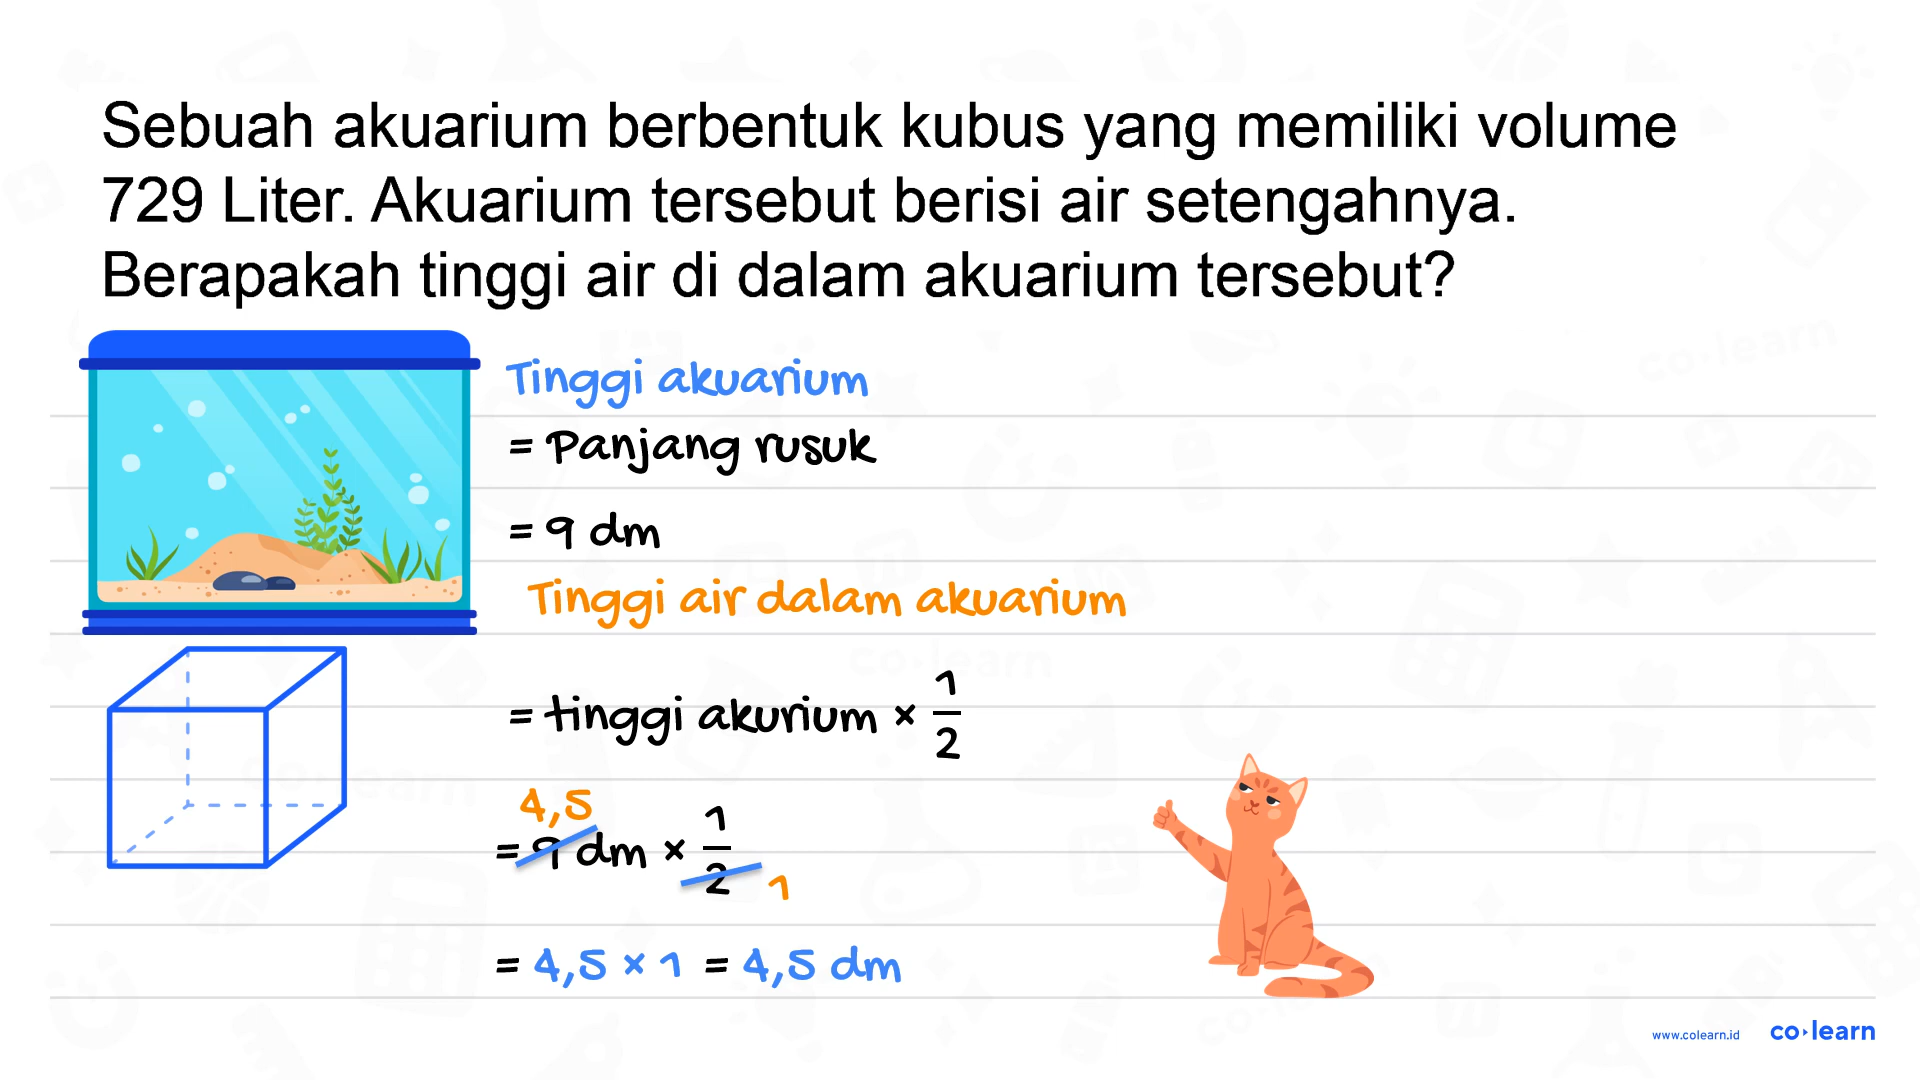 Sebuah akuarium berbentuk kubus yang memiliki volume
729 Liter. Akuarium tersebut berisi air setengahnya.
Berapakah tinggi air di dalam akuarium tersebut?
Tinggi akuarium
= Panjang rusuk
= 9 dm
Tinggi air dalam akuarium
= tinggi akurium × 1/2
4,5
= 9 dm × 1/2 1
= 4,5 × 1 = 4,5 dm
www.colearn.id co·learn